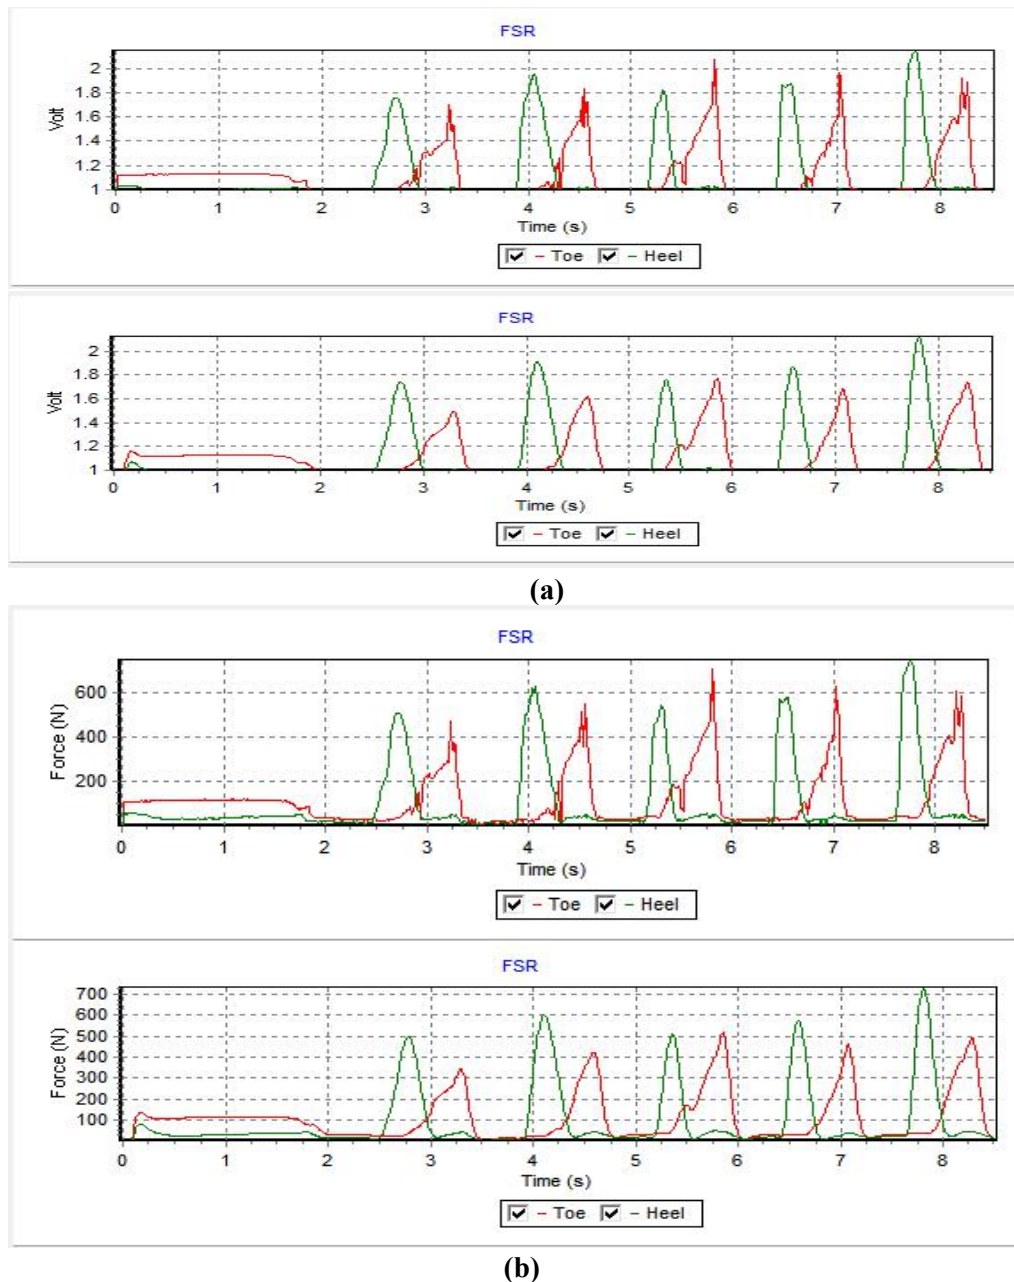 FSR
Volt
2
1.8
1.6
1.4
1.2
1
0 1 2 3 4 5 6 7 8
Time (s)
Toe Heel
FSR
Volt
2
1.8
1.6
1.4
1.2
1
0 1 2 3 4 5 6 7 8
Time (s)
Toe Heel
(a)
FSR
Force (N)
600
400
200
0 1 2 3 4 5 6 7 8
Time (s)
Toe Heel
FSR
Force (N)
700
600
500
400
300
200
100
0 1 2 3 4 5 6 7 8
Time (s)
Toe Heel
(b)